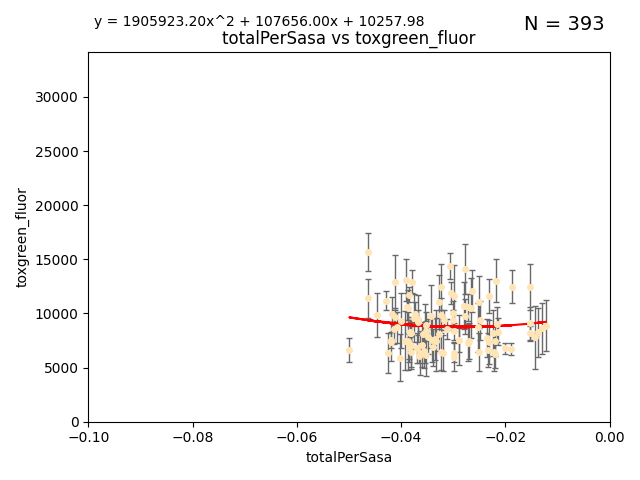 y = 1905923.20x^2 + 107656.00x + 10257.98
N = 393
totalPerSasa vs toxgreen_fluor
toxgreen_fluor
30000
25000
20000
15000
10000
5000
0
−0.10
−0.08
−0.06
−0.04
−0.02
0.00
totalPerSasa